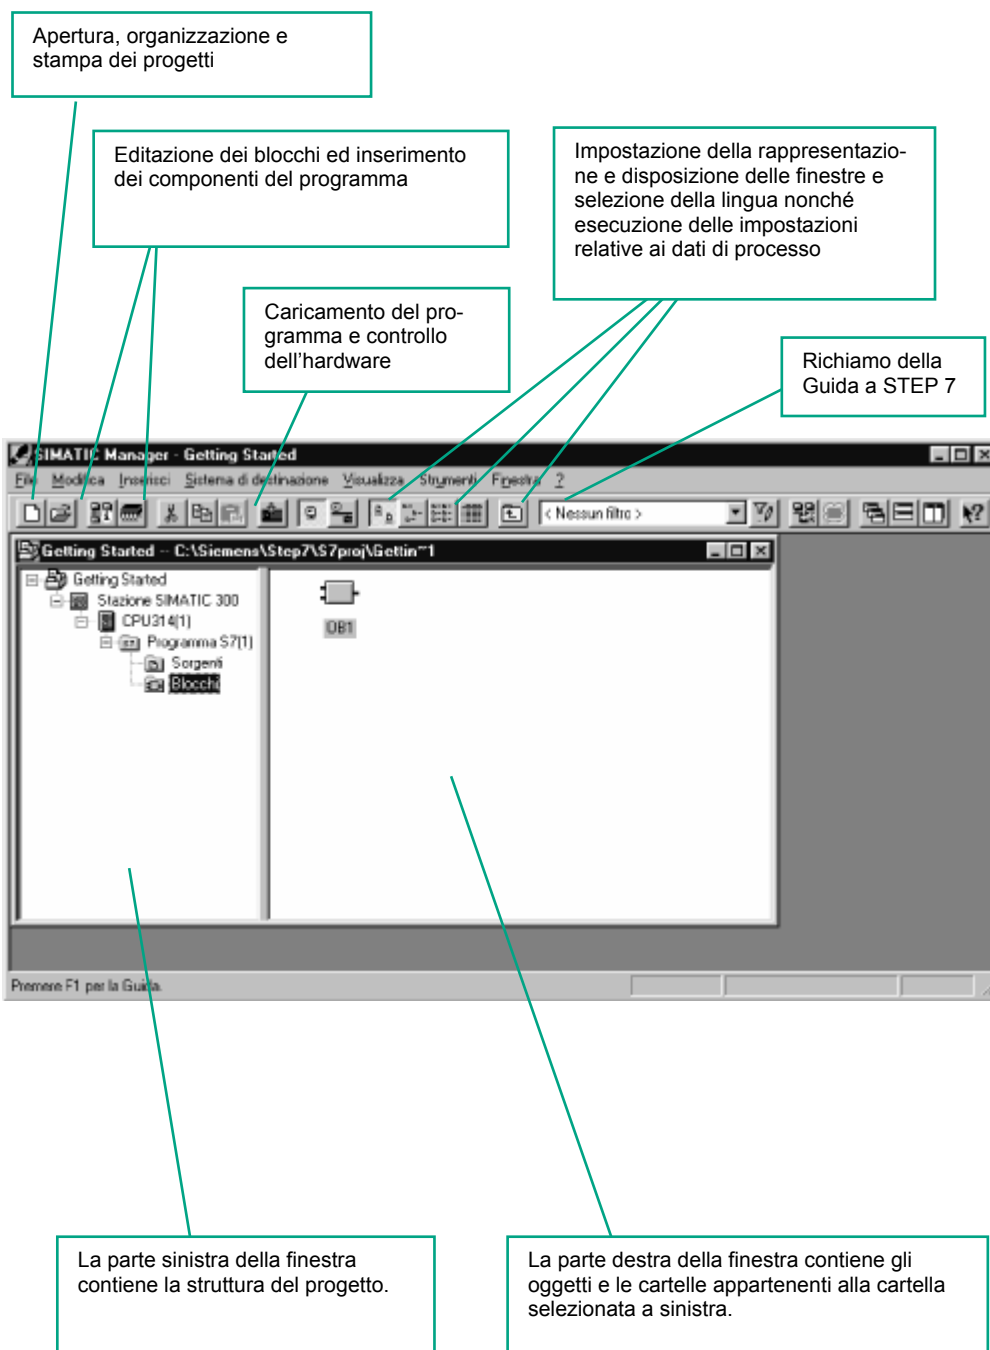 Apertura, organizzazione e
stampa dei progetti
Editazione dei blocchi ed inserimento
dei componenti del programma
Impostazione della rappresentazio-
ne e disposizione delle finestre e
selezione della lingua nonché
esecuzione delle impostazioni
relative ai dati di processo
Caricamento del pro-
gramma e controllo
dell'hardware
Richiamo della
Guida a STEP 7
SIMATIC Manager - Getting Started
File Modifica Inserisci Sistema di destinazione Visualizza Strumenti Finestra ?
< Nessun filtro >
Getting Started -- C:\Siemens\Step7\S7proj\Gettin~1
Getting Started
Stazione SIMATIC 300
CPU314(1)
Programma S7(1)
Sorgenti
Blocchi
OB1
Premere F1 per la Guida.
La parte sinistra della finestra
contiene la struttura del progetto.
La parte destra della finestra contiene gli
oggetti e le cartelle appartenenti alla cartella
selezionata a sinistra.